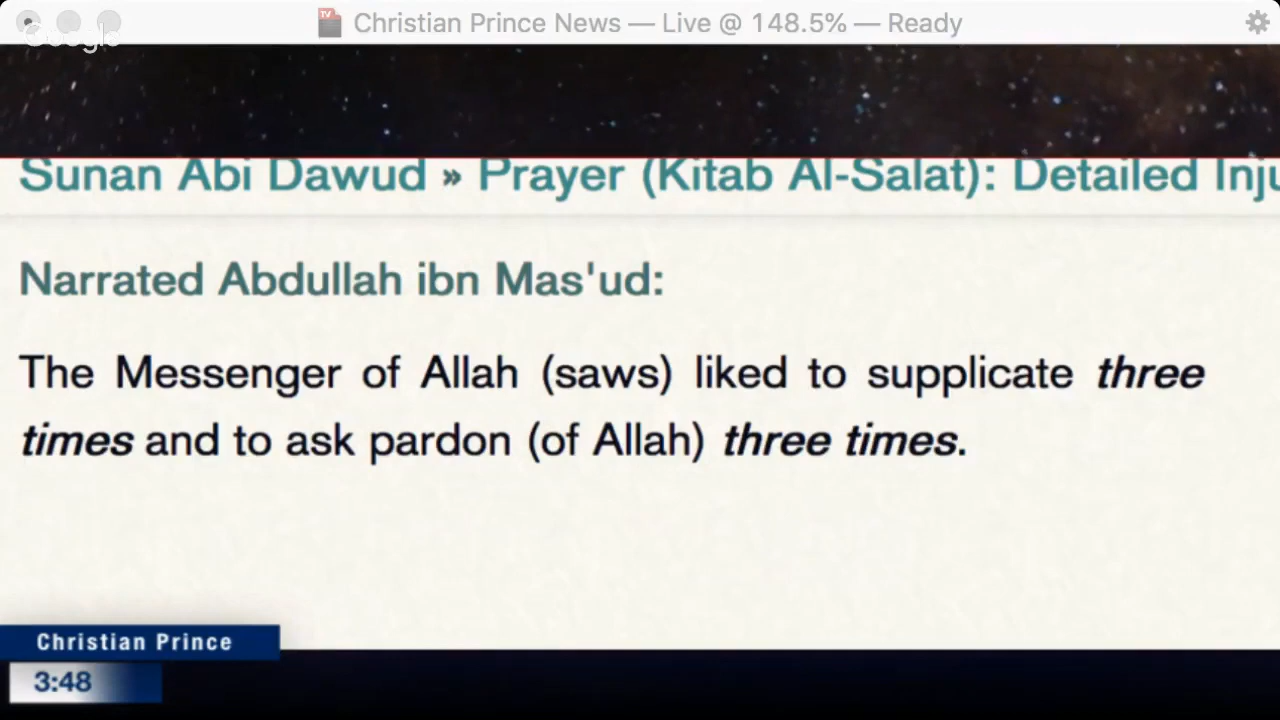 Christian Prince News — Live @ 148.5% — Ready
Google
Sunan Abi Dawud » Prayer (Kitab Al-Salat): Detailed Inju
Narrated Abdullah ibn Mas'ud:
The Messenger of Allah (saws) liked to supplicate three
times and to ask pardon (of Allah) three times.
Christian Prince
3:48